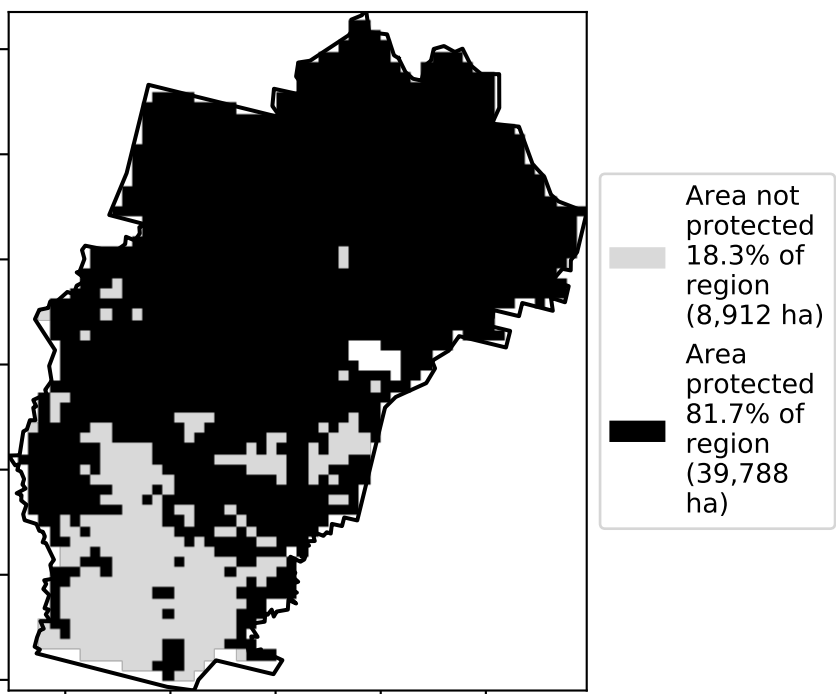 Area not
protected
18.3% of
region
(8,912 ha)
Area
protected
81.7% of
region
(39,788
ha)